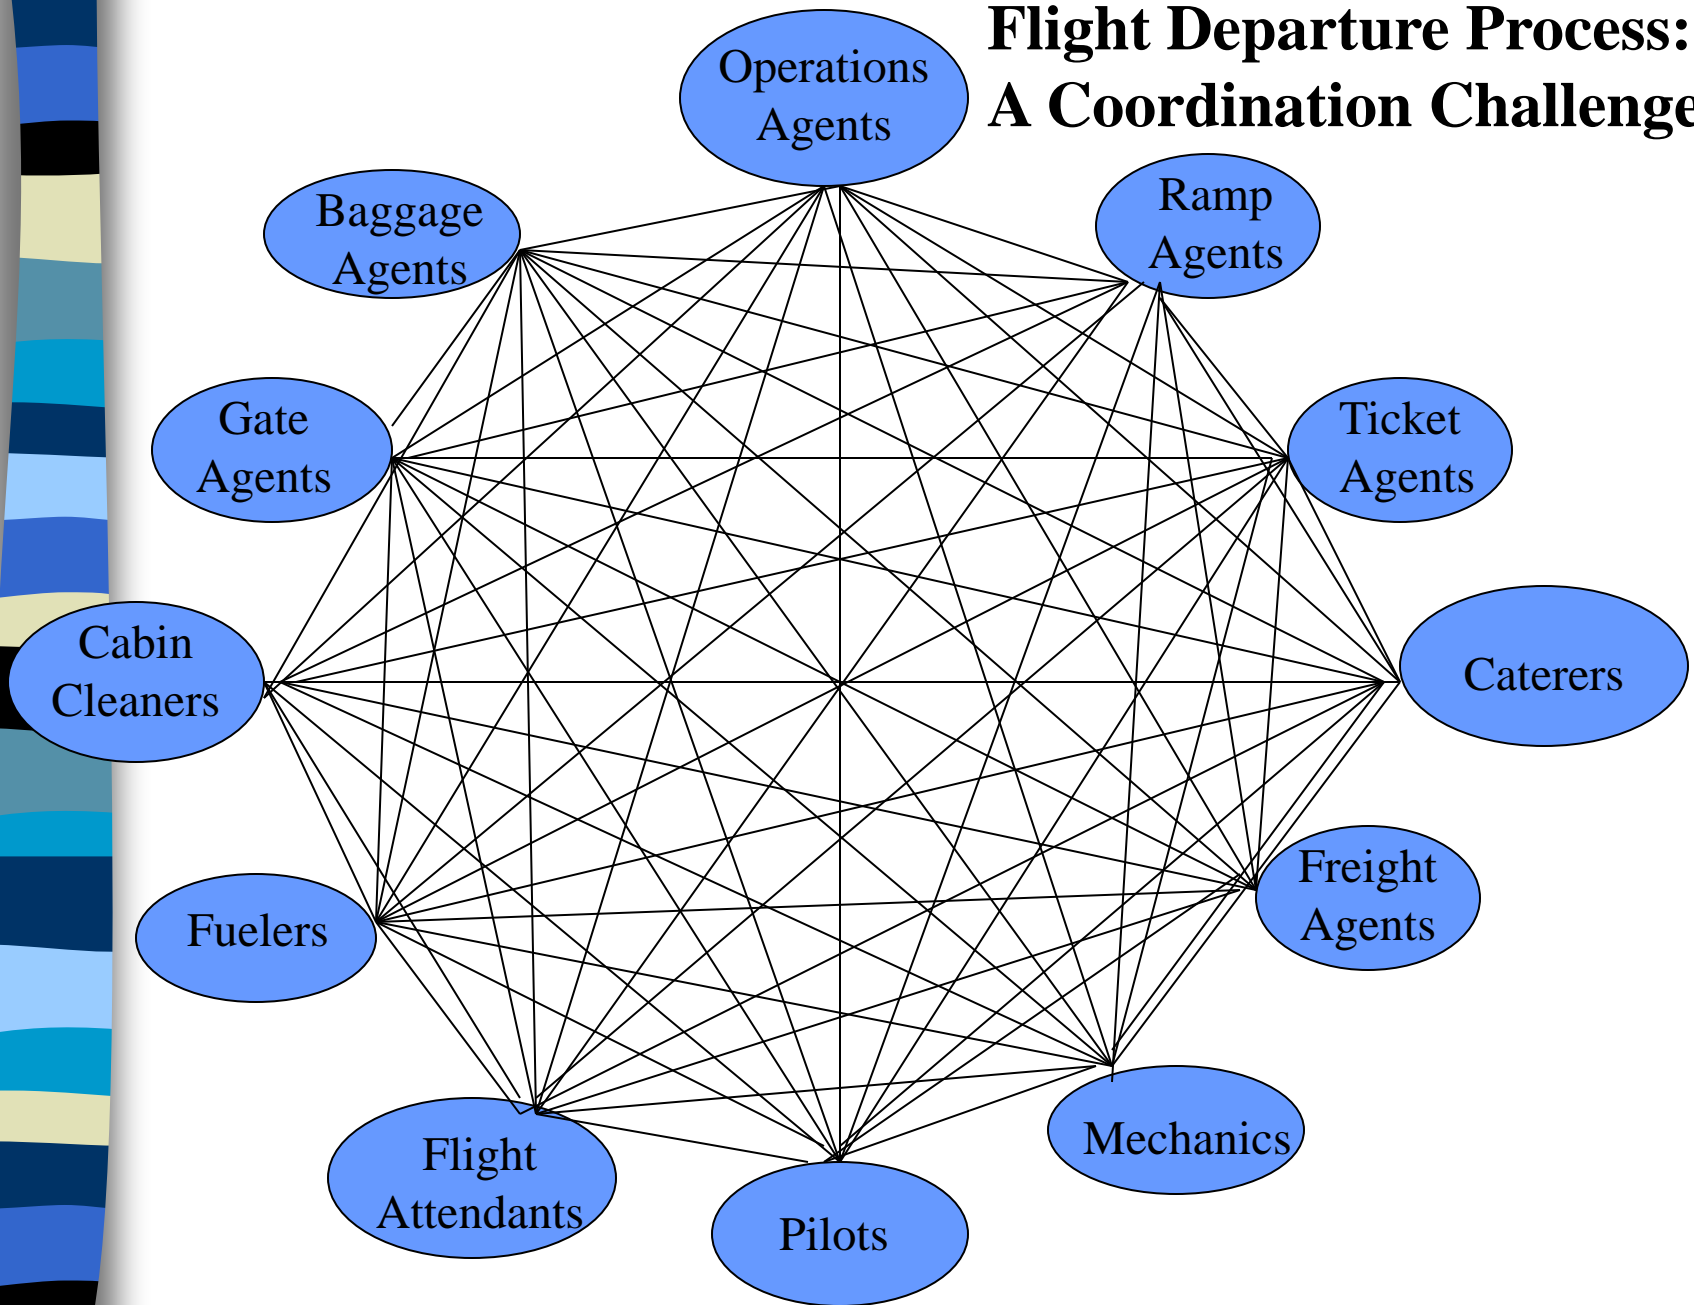 Flight Departure Process:
A Coordination Challenge
Operations
Agents
Ramp
Agents
Baggage
Agents
Gate
Agents
Ticket
Agents
Cabin
Cleaners
Caterers
Fuelers
Freight
Agents
Flight
Attendants
Mechanics
Pilots